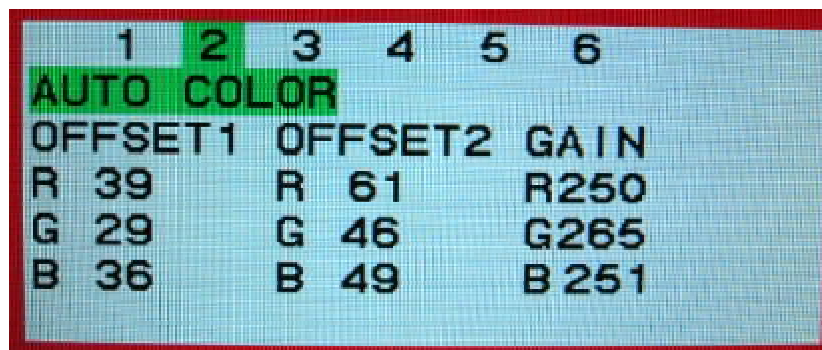 1 2 3 4 5 6
AUTO COLOR
OFFSET1 OFFSET2 GAIN
R 39 R 61 R250
G 29 G 46 G265
B 36 B 49 B251